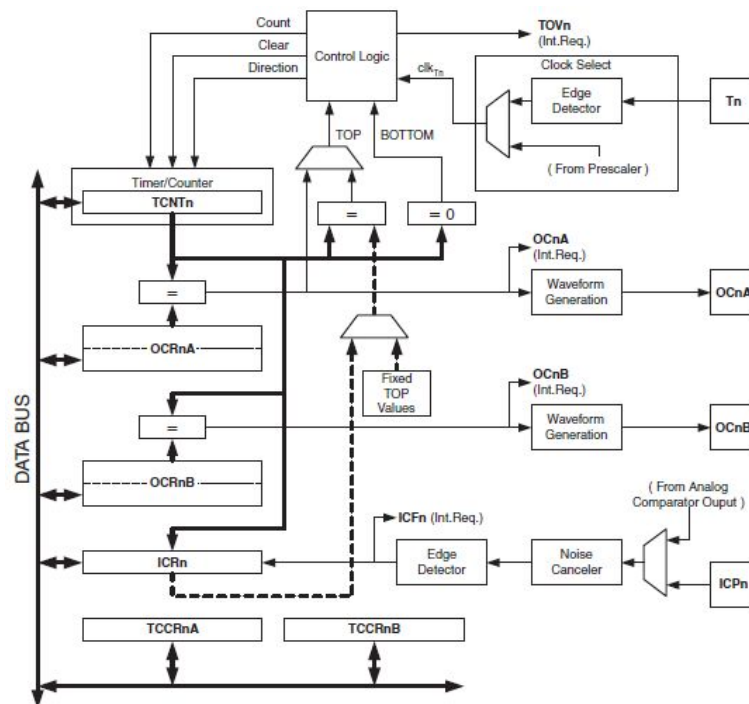 Count
Clear
Direction
Control Logic
TOVn
(Int.Req.)
clkTn
Clock Select
Edge
Detector
Tn
( From Prescaler )
TOP
BOTTOM
Timer/Counter
TCNTn
=
= 0
=
OCnA
(Int.Req.)
Waveform
Generation
OCnA
OCRnA
Fixed
TOP
Values
DATA BUS
=
OCnB
(Int.Req.)
Waveform
Generation
OCnB
OCRnB
( From Analog
Comparator Ouput )
ICFn (Int.Req.)
ICRn
Edge
Detector
Noise
Canceler
ICPn
TCCRnA
TCCRnB